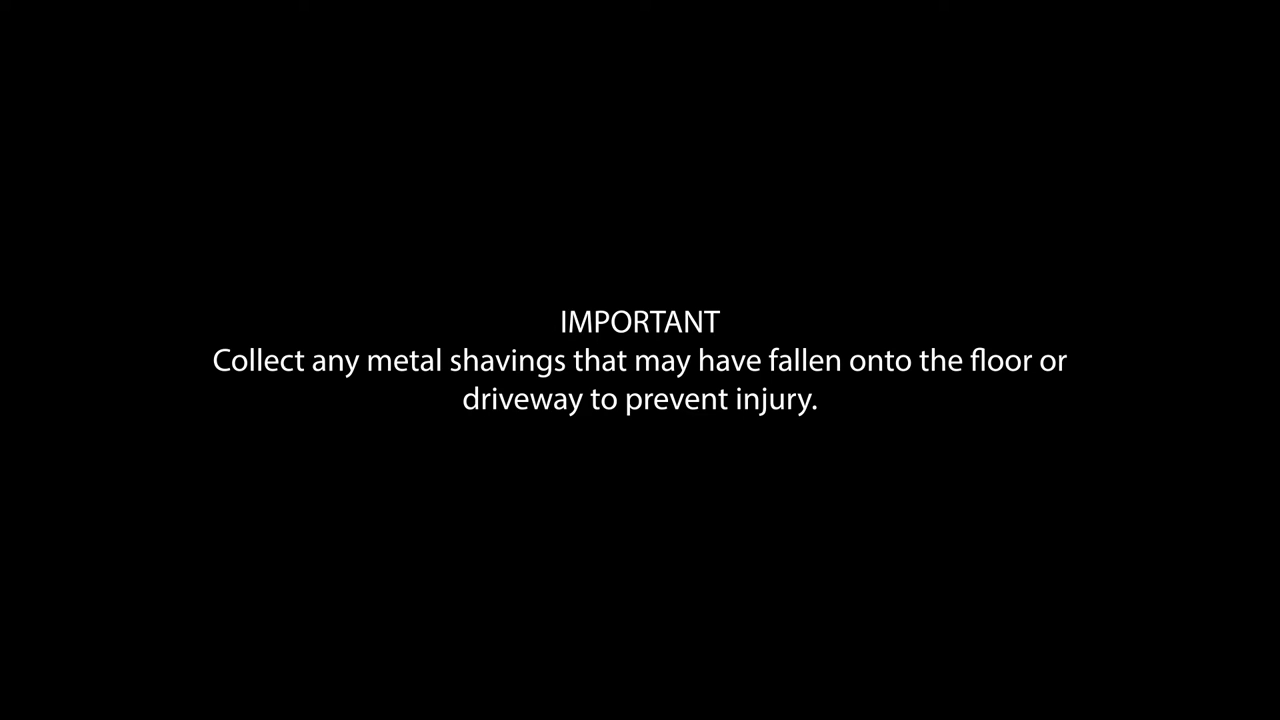 IMPORTANT
Collect any metal shavings that may have fallen onto the floor or
driveway to prevent injury.